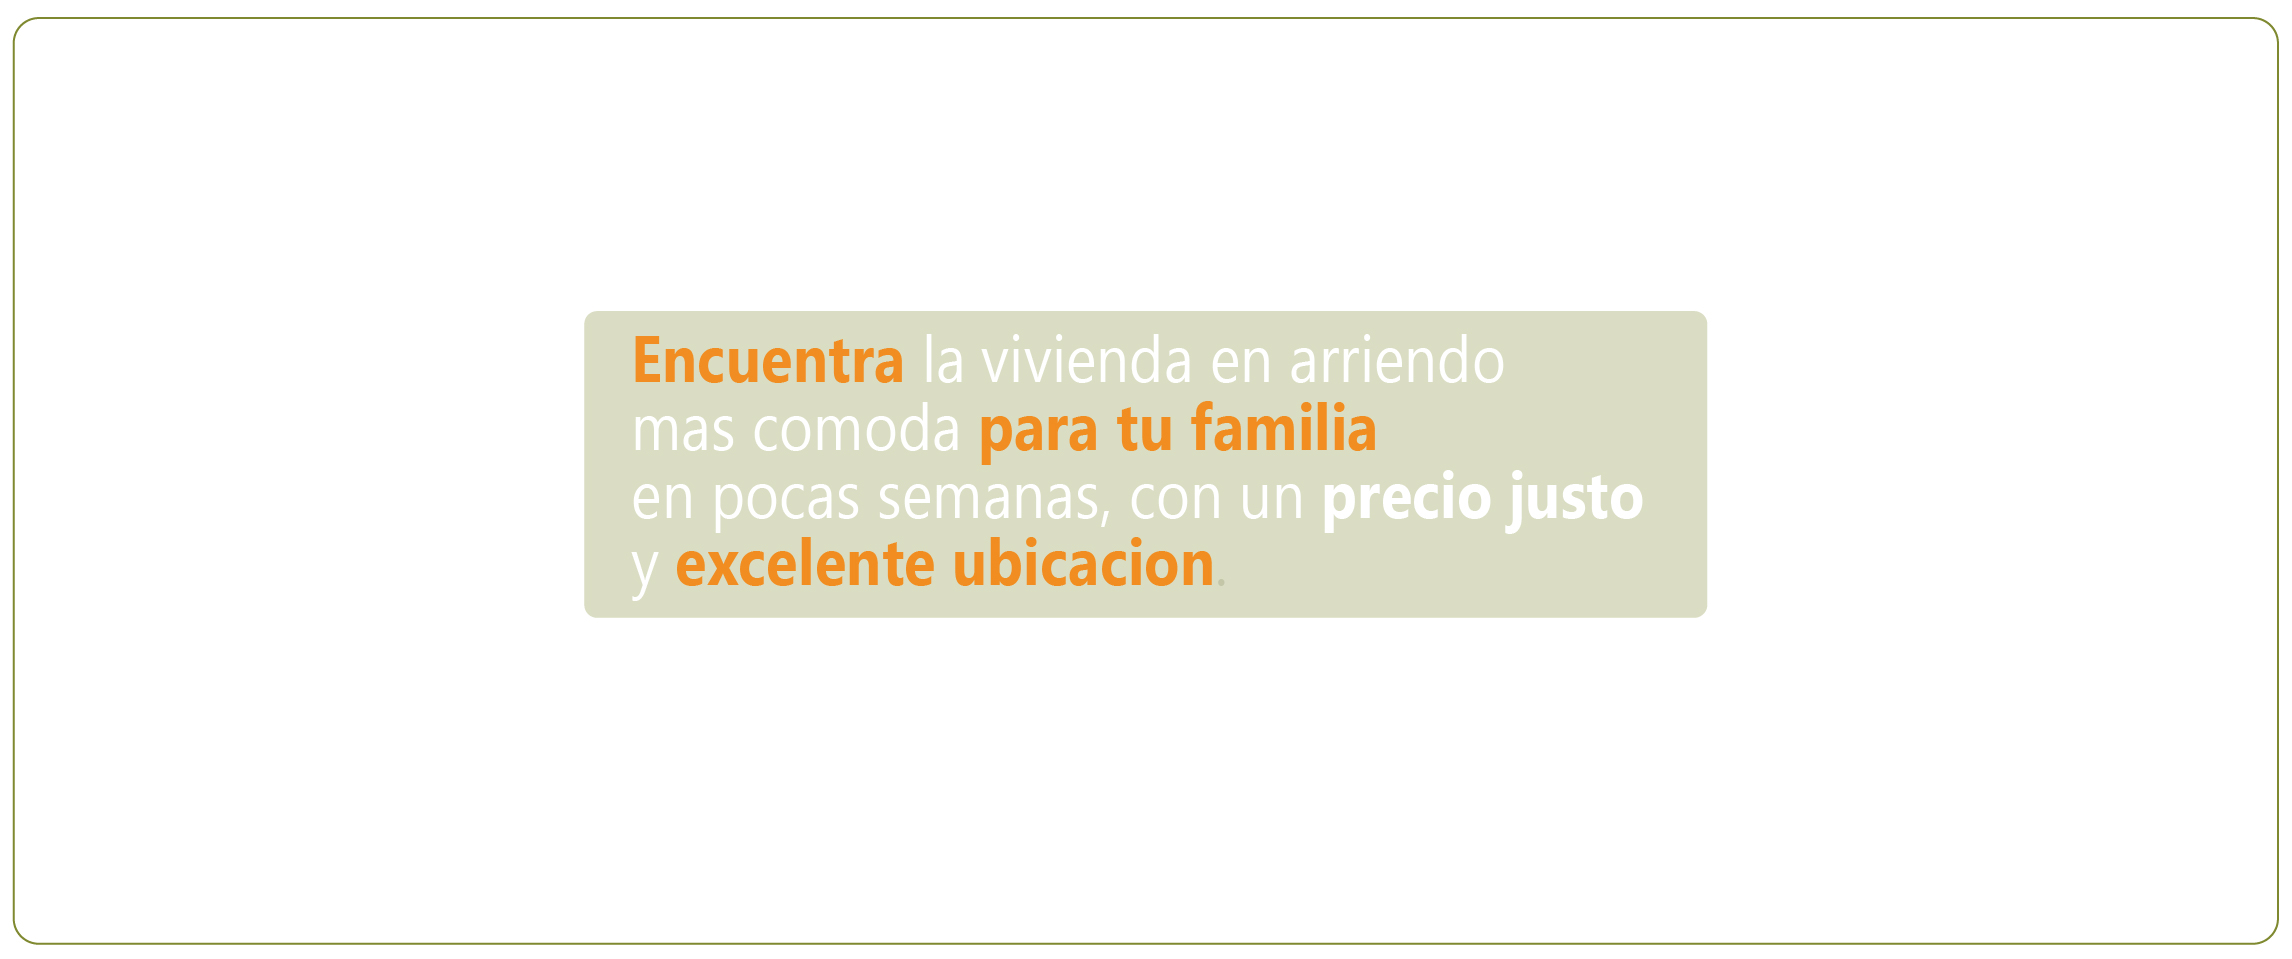 Encuentra la vivienda en arriendo
mas comoda para tu familia
en pocas semanas, con un precio justo
y excelente ubicacion.